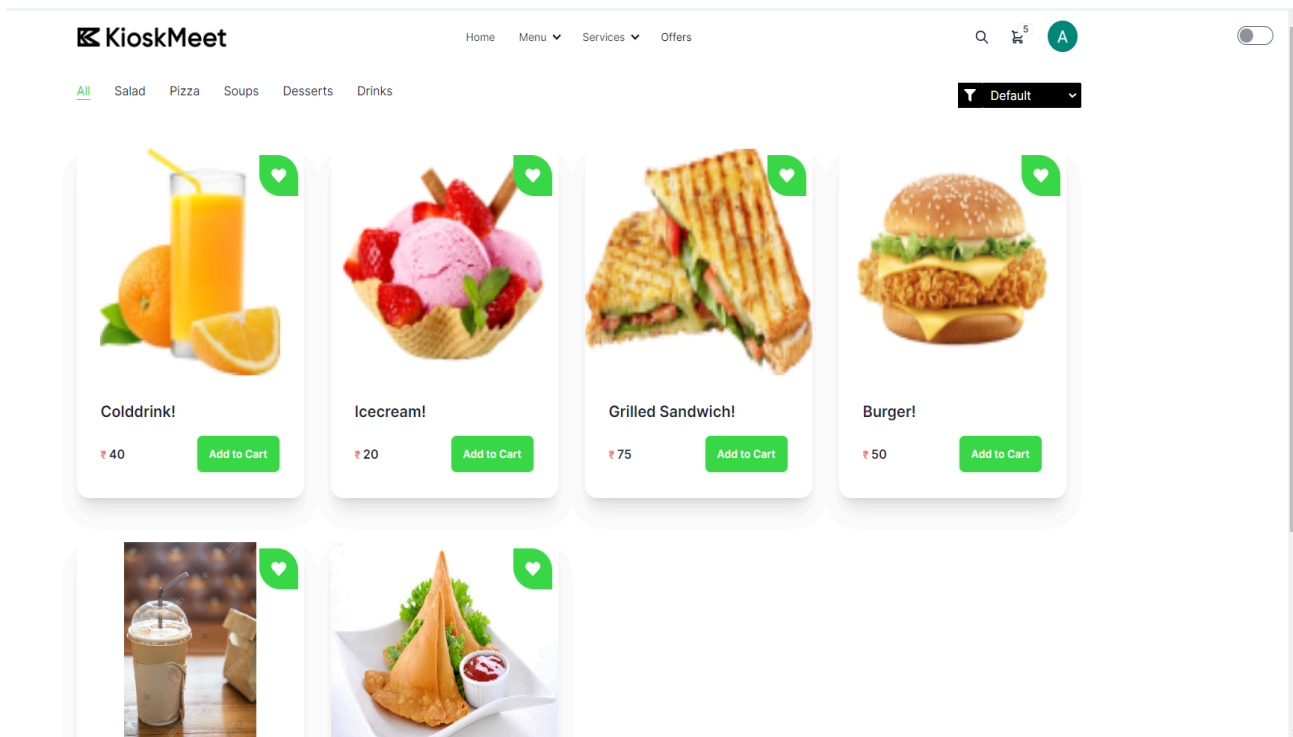 KioskMeet
Home Menu Services Offers
5
A
All Salad Pizza Soups Desserts Drinks
Default
Colddrink!
₹ 40 Add to Cart
Icecream!
₹ 20 Add to Cart
Grilled Sandwich!
₹ 75 Add to Cart
Burger!
₹ 50 Add to Cart